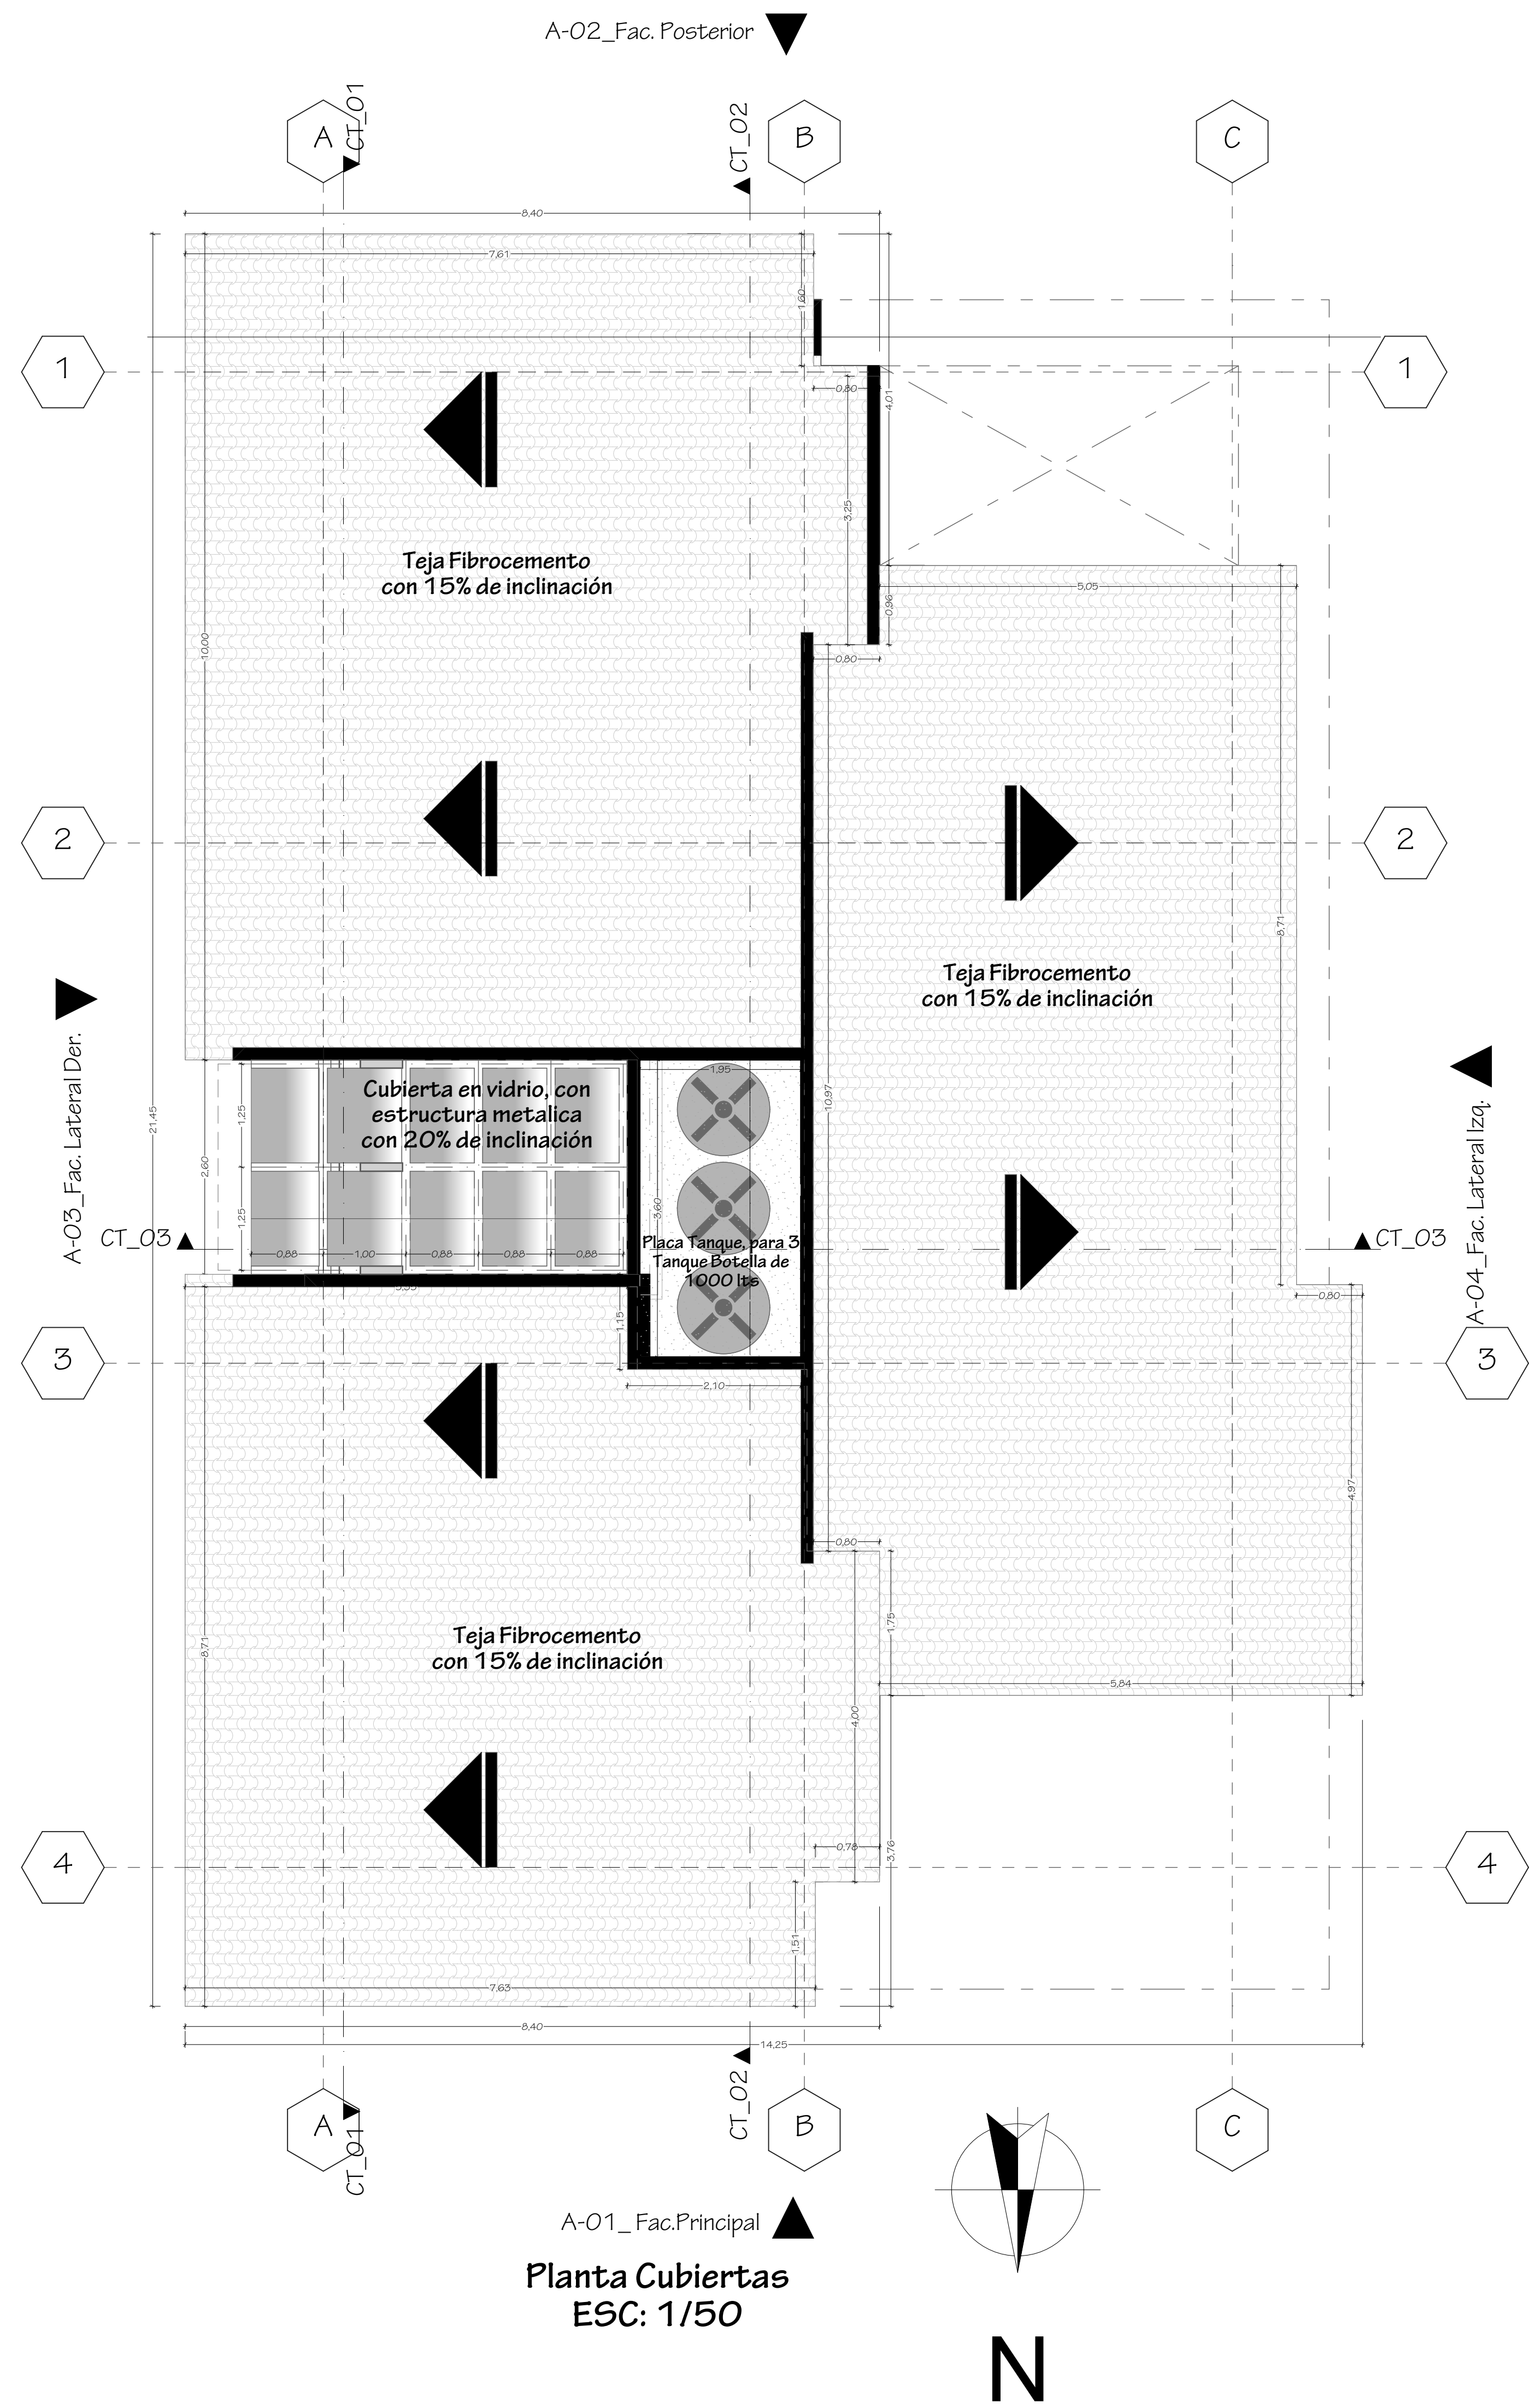 A-02_Fac. Posterior
CT_01
CT_02
A
B
C
8,40
7,61
1,60
1
1
0,80
4,01
3,25
Teja Fibrocemento
con 15% de inclinación
5,05
0,96
10,00
0,80
2
2
8,71
Teja Fibrocemento
con 15% de inclinación
A-03_Fac. Lateral Der.
21,45
1,95
Cubierta en vidrio, con
estructura metalica
con 20% de inclinación
1,25
10,97
A-04_Fac. Lateral Izq.
2,60
1,25
3,60
CT_03
CT_03
Placa Tanque, para 3
Tanque Botella de
1000 lts
0,88
1,00
0,88
0,88
0,88
0,80
1,15
3
3
2,10
4,97
0,80
1,75
Teja Fibrocemento
con 15% de inclinación
8,71
5,84
4,00
0,78
3,76
4
4
1,51
7,63
8,40
14,25
CT_02
A
B
C
CT_01
A-01_ Fac.Principal
Planta Cubiertas
ESC: 1/50
N